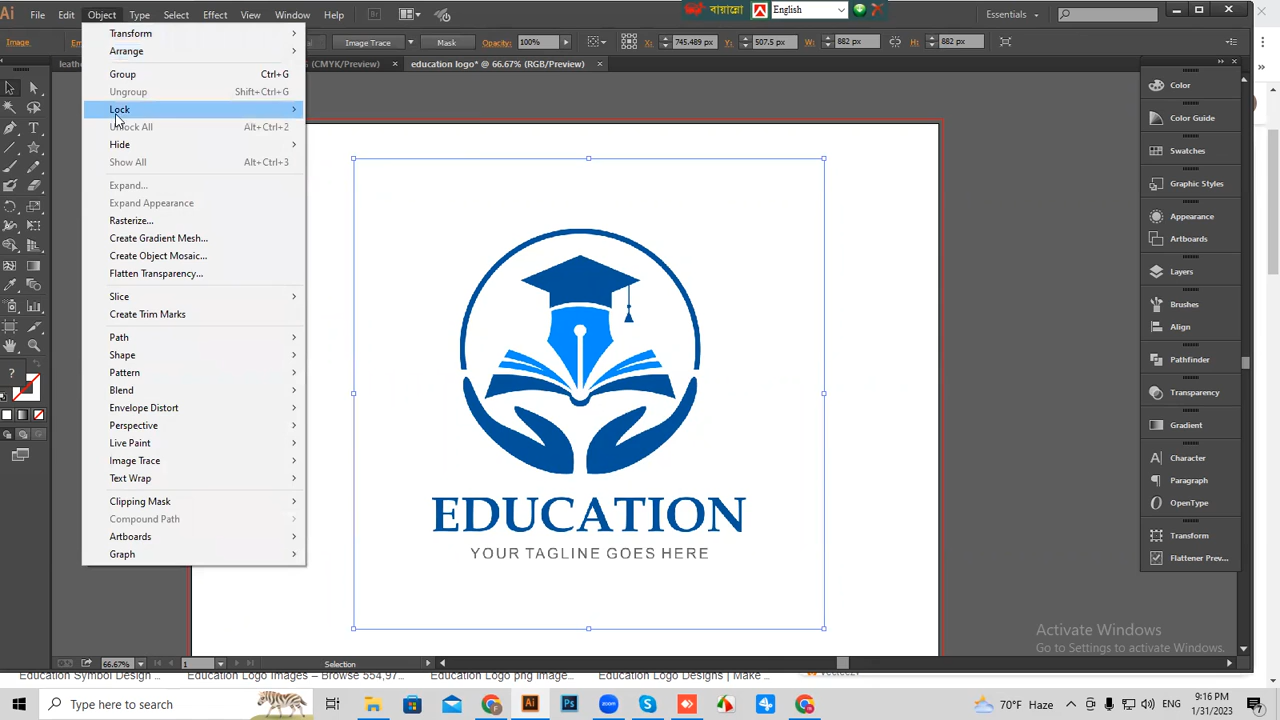 Ai File Edit Object Type Select Effect View Window Help Br বায়ান্নো English Essentials
Image Image Trace Mask Opacity: 100% X: 745.489 px Y: 507.5 px W: 882 px H: 882 px
leathe (CMYK/Preview) × education logo* @ 66.67% (RGB/Preview) ×
Transform
Arrange
Group Ctrl+G
Ungroup Shift+Ctrl+G
Lock
Unlock All Alt+Ctrl+2
Hide
Show All Alt+Ctrl+3
Expand...
Expand Appearance
Rasterize...
Create Gradient Mesh...
Create Object Mosaic...
Flatten Transparency...
Slice
Create Trim Marks
Path
Shape
Pattern
Blend
Envelope Distort
Perspective
Live Paint
Image Trace
Text Wrap
Clipping Mask
Compound Path
Artboards
Graph
EDUCATION
YOUR TAGLINE GOES HERE
Color
Color Guide
Swatches
Graphic Styles
Appearance
Artboards
Layers
Brushes
Align
Pathfinder
Transparency
Gradient
Character
Paragraph
OpenType
Transform
Flattener Prev...
Activate Windows
Go to Settings to activate Windows.
66.67% 1 Selection
Education Symbol Design ... Education Logo Images – Browse 554,97... Education Logo png image... Education Logo Designs | Make ...
Type here to search Ai Ps zoom 70°F Haze 9:16 PM
1/31/2023